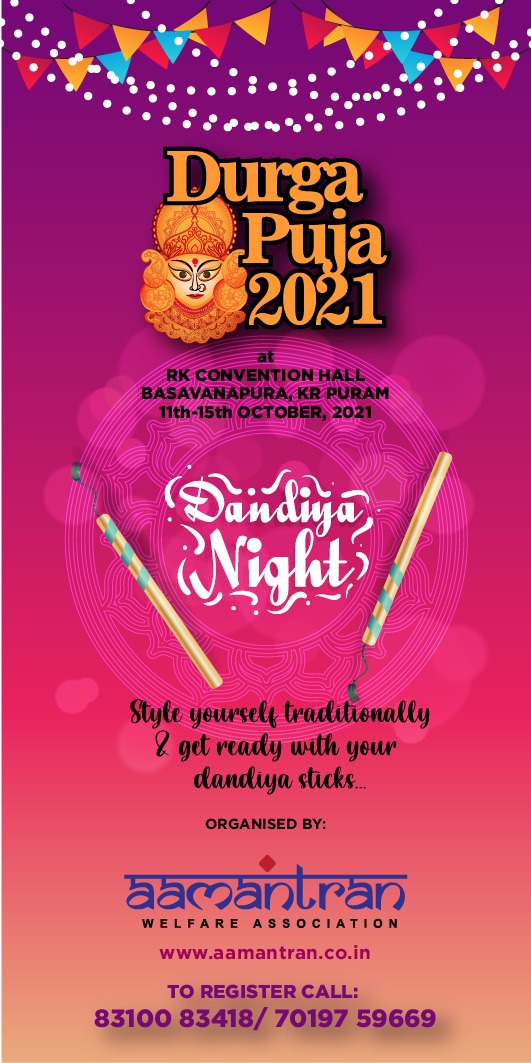 Durga
Puja
2021
at
RK CONVENTION HALL
BASAVANAPURA, KR PURAM
11th-15th OCTOBER, 2021
Dandiya
Night
Style yourself traditionally
& get ready with your
dandiya sticks...
ORGANISED BY:
aamantran
WELFARE ASSOCIATION
www.aamantran.co.in
TO REGISTER CALL:
83100 83418/ 70197 59669